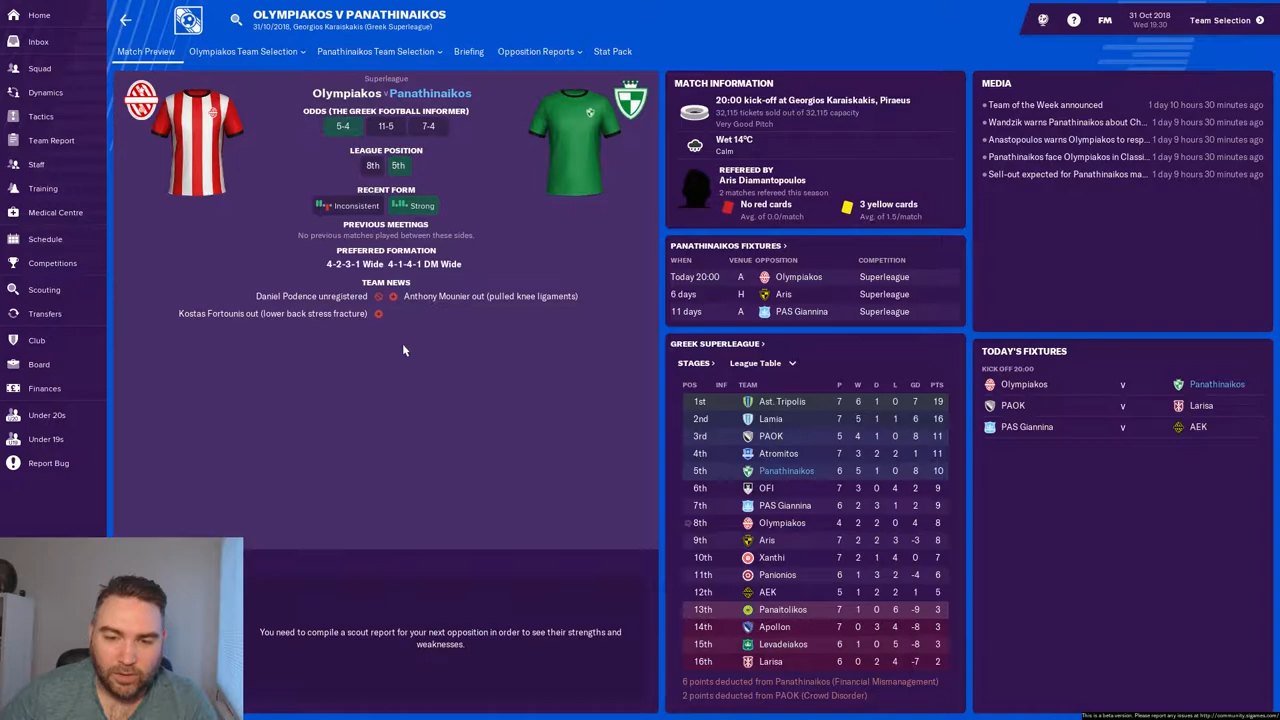 Home
Inbox
Squad
Dynamics
Tactics
Team Report
Staff
Training
Medical Centre
Schedule
Competitions
Scouting
Transfers
Club
Board
Finances
Under 20s
Under 19s
Report Bug
OLYMPIAKOS V PANATHINAIKOS
31/10/2018, Georgios Karaiskakis (Greek Superleague)
FM
31 Oct 2018
Wed 19:30
Team Selection
Match Preview
Olympiakos Team Selection
Panathinaikos Team Selection
Briefing
Opposition Reports
Stat Pack
Superleague
Olympiakos v Panathinaikos
ODDS (THE GREEK FOOTBALL INFORMER)
5-4 11-5 7-4
LEAGUE POSITION
8th 5th
RECENT FORM
Inconsistent Strong
PREVIOUS MEETINGS
No previous matches played between these sides.
PREFERRED FORMATION
4-2-3-1 Wide 4-1-4-1 DM Wide
TEAM NEWS
Daniel Podence unregistered Anthony Mounier out (pulled knee ligaments)
Kostas Fortounis out (lower back stress fracture)
You need to compile a scout report for your next opposition in order to see their strengths and
weaknesses.
MATCH INFORMATION
20:00 kick-off at Georgios Karaiskakis, Piraeus
32,115 tickets sold out of 32,115 capacity
Very Good Pitch
Wet 14°C
Calm
REFEREED BY
Aris Diamantopoulos
2 matches refereed this season
No red cards
Avg. of 0.0/match
3 yellow cards
Avg. of 1.5/match
PANATHINAIKOS FIXTURES
WHEN VENUE OPPOSITION COMPETITION
Today 20:00 A Olympiakos Superleague
6 days H Aris Superleague
11 days A PAS Giannina Superleague
GREEK SUPERLEAGUE
STAGES League Table
POS INF TEAM P W D L GD PTS
1st Ast. Tripolis 7 6 1 0 7 19
2nd Lamia 7 5 1 1 6 16
3rd PAOK 5 4 1 0 8 11
4th Atromitos 7 3 2 2 1 11
5th Panathinaikos 6 5 1 0 8 10
6th OFI 7 3 0 4 2 9
7th PAS Giannina 6 2 3 1 2 9
8th Olympiakos 4 2 2 0 4 8
9th Aris 7 2 2 3 -3 8
10th Xanthi 7 2 1 4 0 7
11th Panionios 6 1 3 2 -4 6
12th AEK 5 1 2 2 1 5
13th Panaitolikos 7 1 0 6 -9 3
14th Apollon 7 0 3 4 -8 3
15th Levadeiakos 6 1 0 5 -8 3
16th Larisa 6 0 2 4 -7 2
6 points deducted from Panathinaikos (Financial Mismanagement)
2 points deducted from PAOK (Crowd Disorder)
MEDIA
Team of the Week announced 1 day 10 hours 30 minutes ago
Wandzik warns Panathinaikos about Ch... 1 day 9 hours 30 minutes ago
Anastopoulos warns Olympiakos to resp... 1 day 9 hours 30 minutes ago
Panathinaikos face Olympiakos in Classi... 1 day 9 hours 30 minutes ago
Sell-out expected for Panathinaikos ma... 1 day 9 hours 30 minutes ago
TODAY'S FIXTURES
KICK OFF 20:00
Olympiakos v Panathinaikos
PAOK v Larisa
PAS Giannina v AEK
This is a beta version. Please report any issues at http://community.sigames.com/